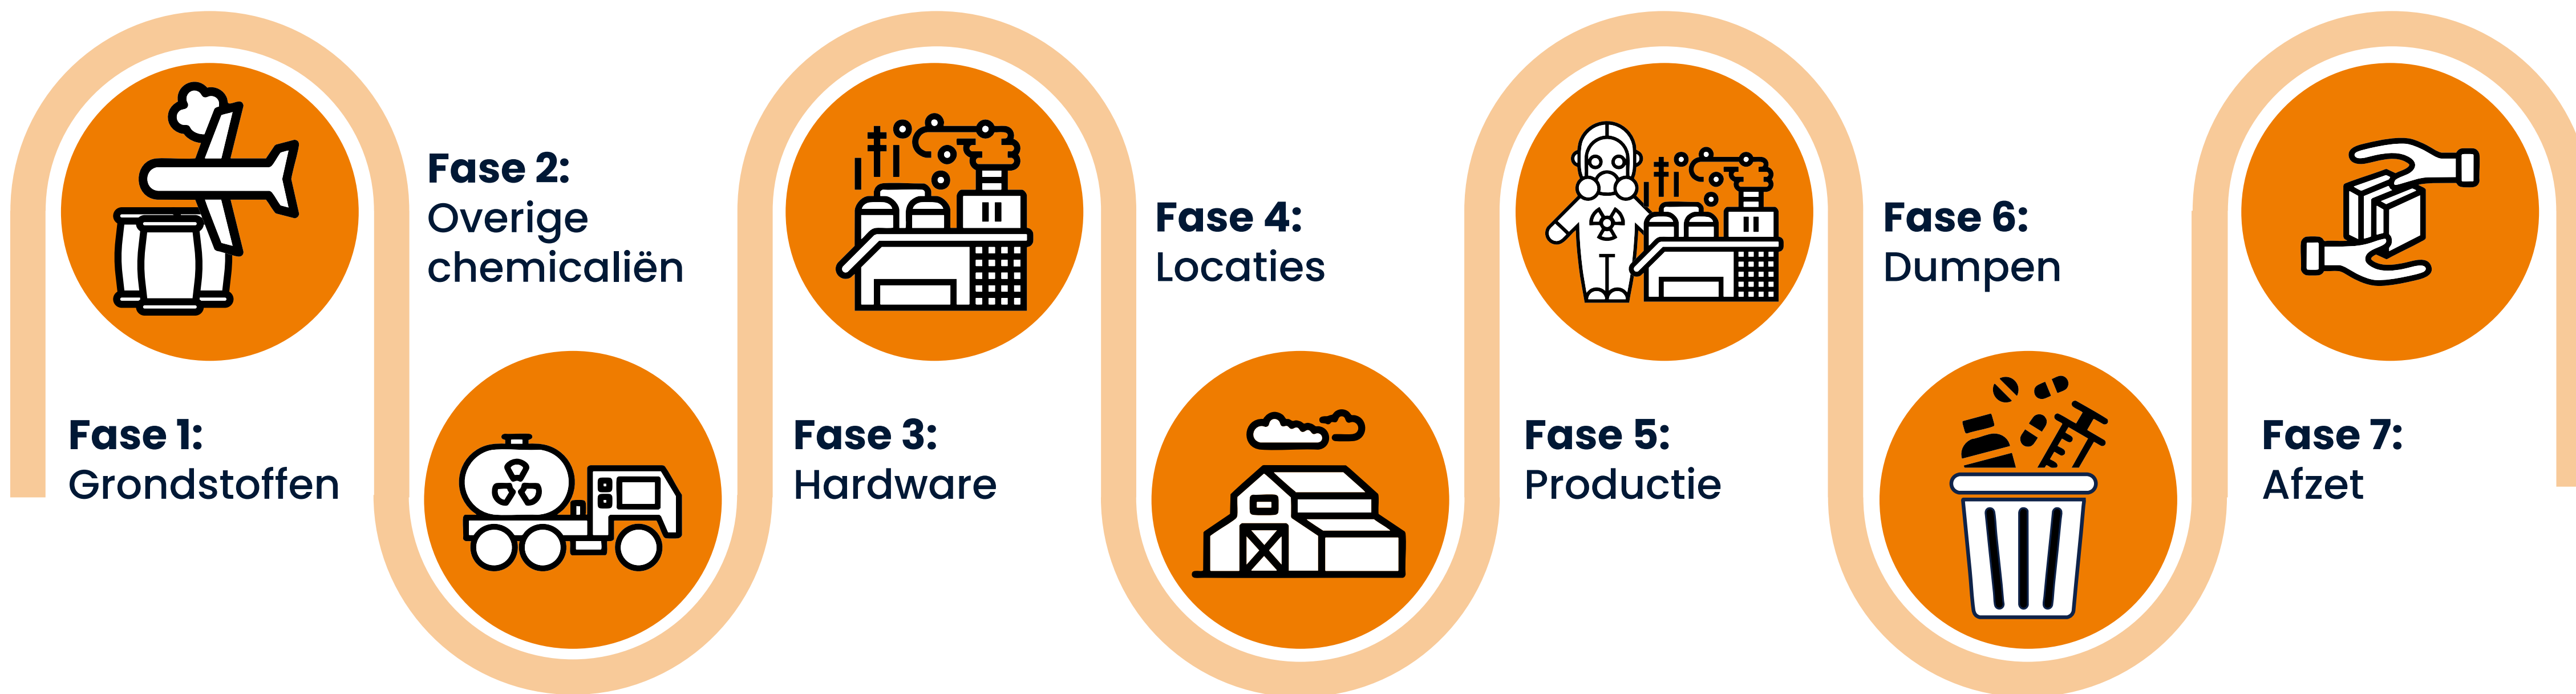 Fase 1:
Grondstoffen
Fase 2:
Overige
chemicaliën
Fase 3:
Hardware
Fase 4:
Locaties
Fase 5:
Productie
Fase 6:
Dumpen
Fase 7:
Afzet